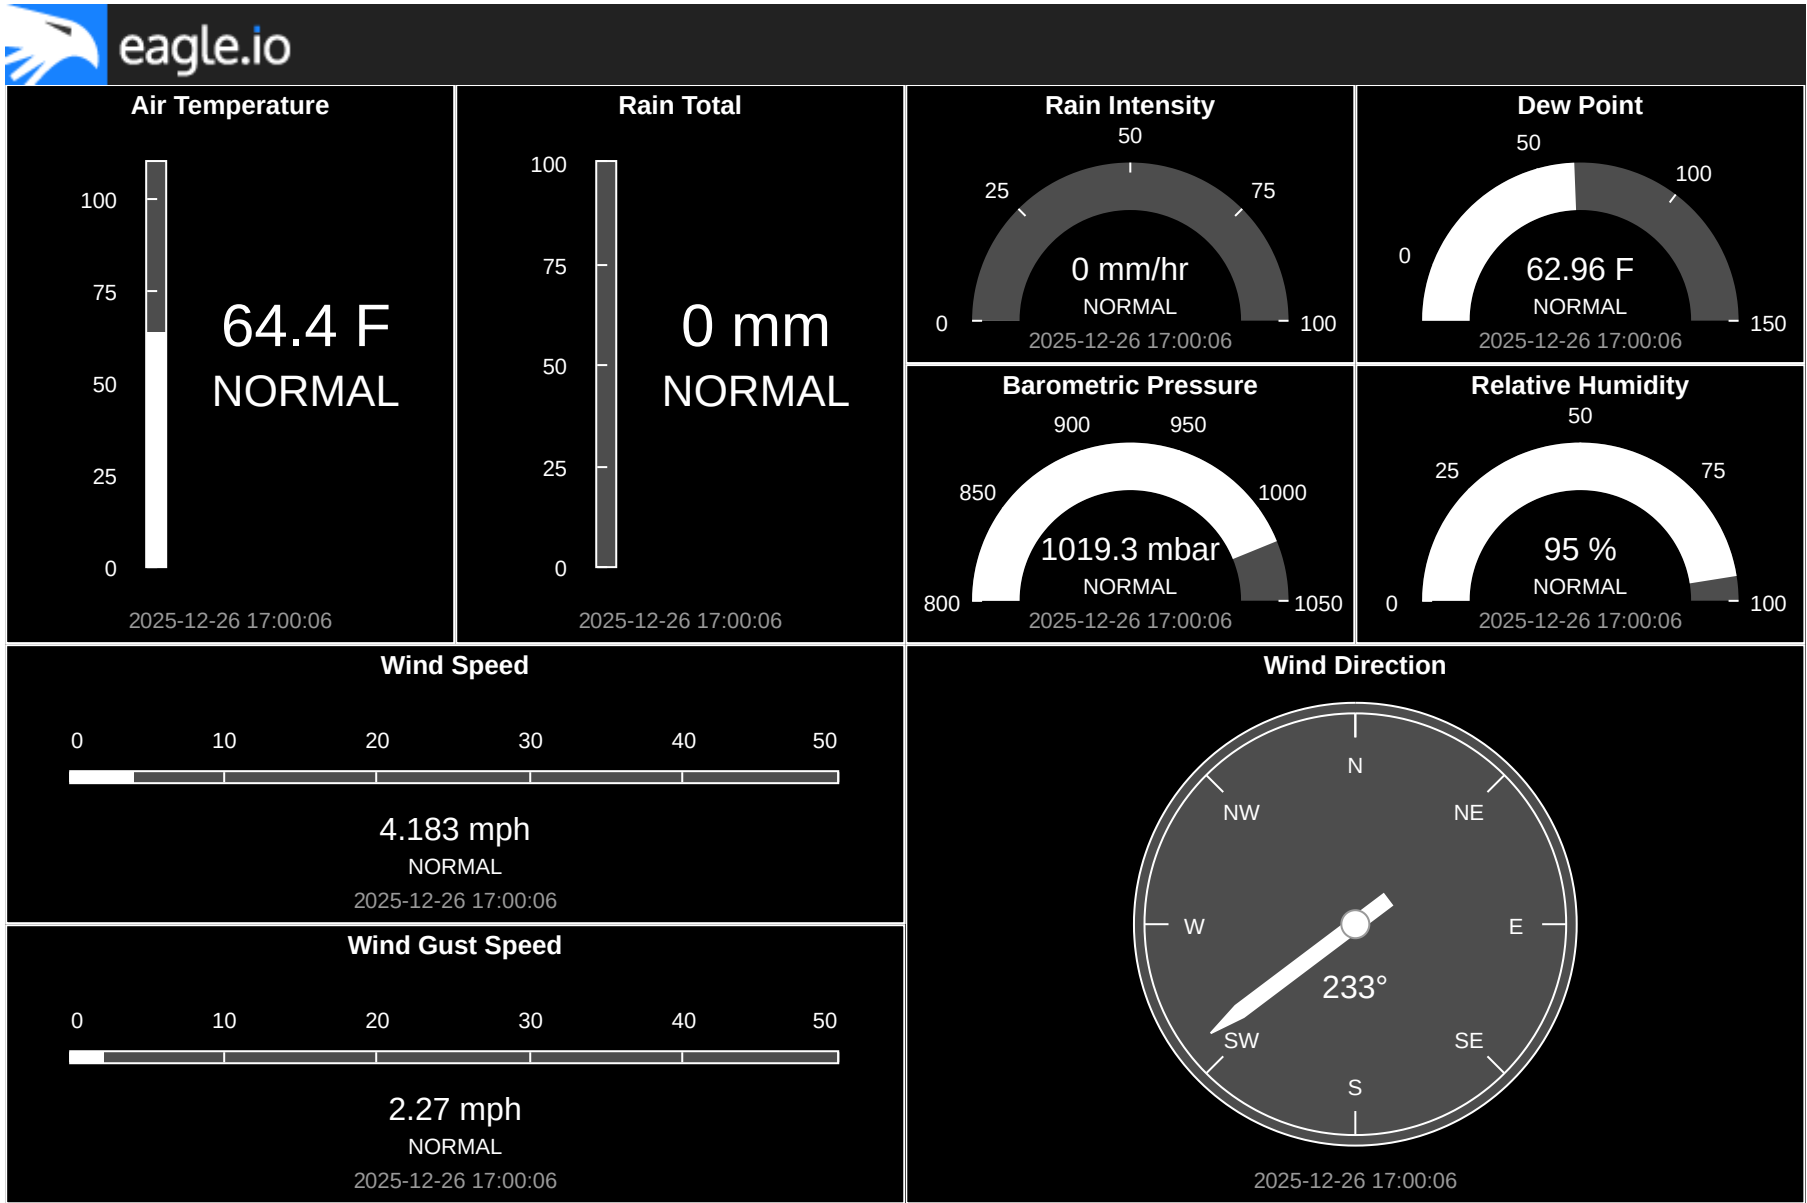 eagle.io
Air Temperature
100
75
50
25
0
64.4 F
NORMAL
2025-12-26 17:00:06
Rain Total
100
75
50
25
0
0 mm
NORMAL
2025-12-26 17:00:06
Rain Intensity
0
25
50
75
100
0 mm/hr
NORMAL
2025-12-26 17:00:06
Dew Point
0
50
100
150
62.96 F
NORMAL
2025-12-26 17:00:06
Barometric Pressure
800
850
900
950
1000
1050
1019.3 mbar
NORMAL
2025-12-26 17:00:06
Relative Humidity
0
25
50
75
100
95 %
NORMAL
2025-12-26 17:00:06
Wind Speed
0 10 20 30 40 50
4.183 mph
NORMAL
2025-12-26 17:00:06
Wind Gust Speed
0 10 20 30 40 50
2.27 mph
NORMAL
2025-12-26 17:00:06
Wind Direction
N
NW NE
W E
233°
SW SE
S
2025-12-26 17:00:06